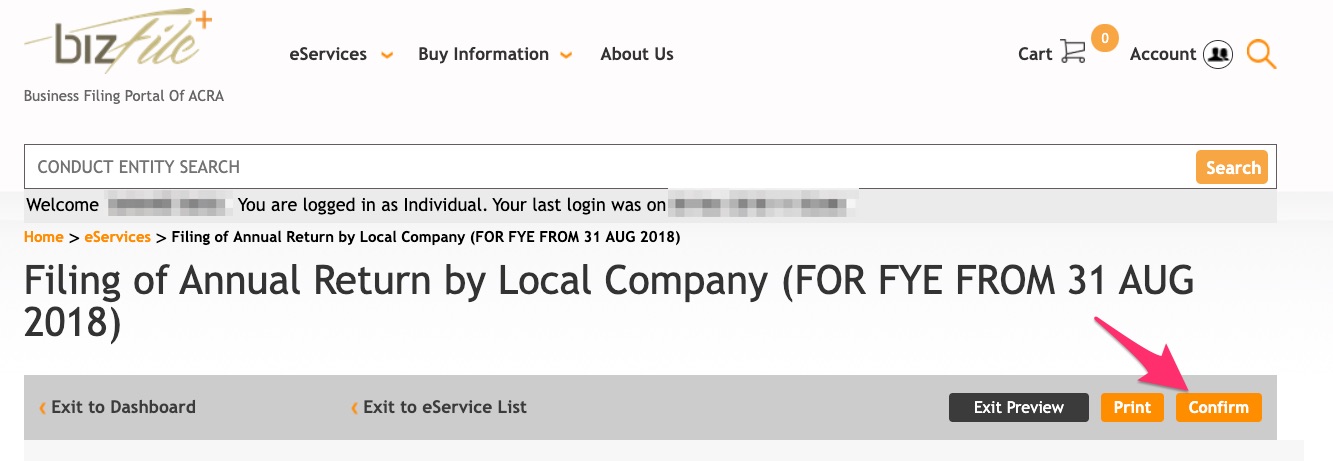 bizfile+
eServices Buy Information About Us Cart 0 Account
Business Filing Portal Of ACRA
CONDUCT ENTITY SEARCH Search
Welcome You are logged in as Individual. Your last login was on
Home > eServices > Filing of Annual Return by Local Company (FOR FYE FROM 31 AUG 2018)
Filing of Annual Return by Local Company (FOR FYE FROM 31 AUG
2018)
‹ Exit to Dashboard ‹ Exit to eService List Exit Preview Print Confirm